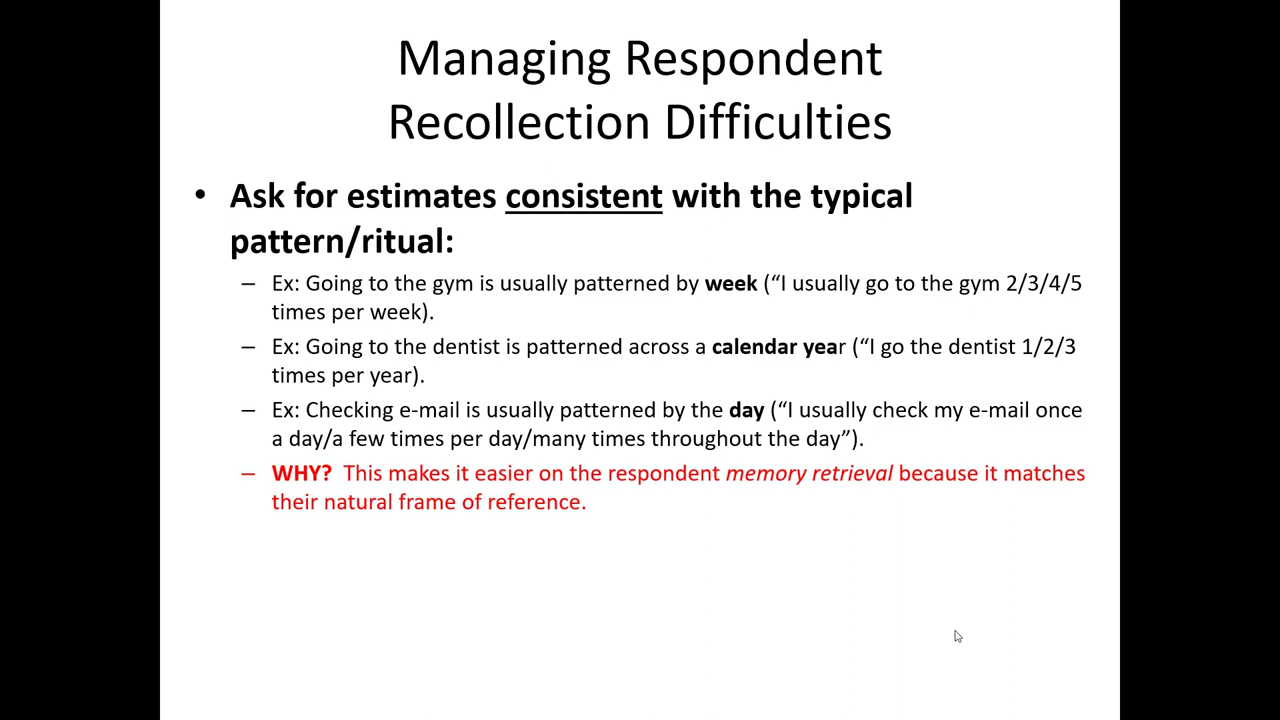 Managing Respondent
Recollection Difficulties
• Ask for estimates consistent with the typical
pattern/ritual:
– Ex: Going to the gym is usually patterned by week (“I usually go to the gym 2/3/4/5
times per week).
– Ex: Going to the dentist is patterned across a calendar year (“I go the dentist 1/2/3
times per year).
– Ex: Checking e-mail is usually patterned by the day (“I usually check my e-mail once
a day/a few times per day/many times throughout the day”).
– WHY? This makes it easier on the respondent memory retrieval because it matches
their natural frame of reference.